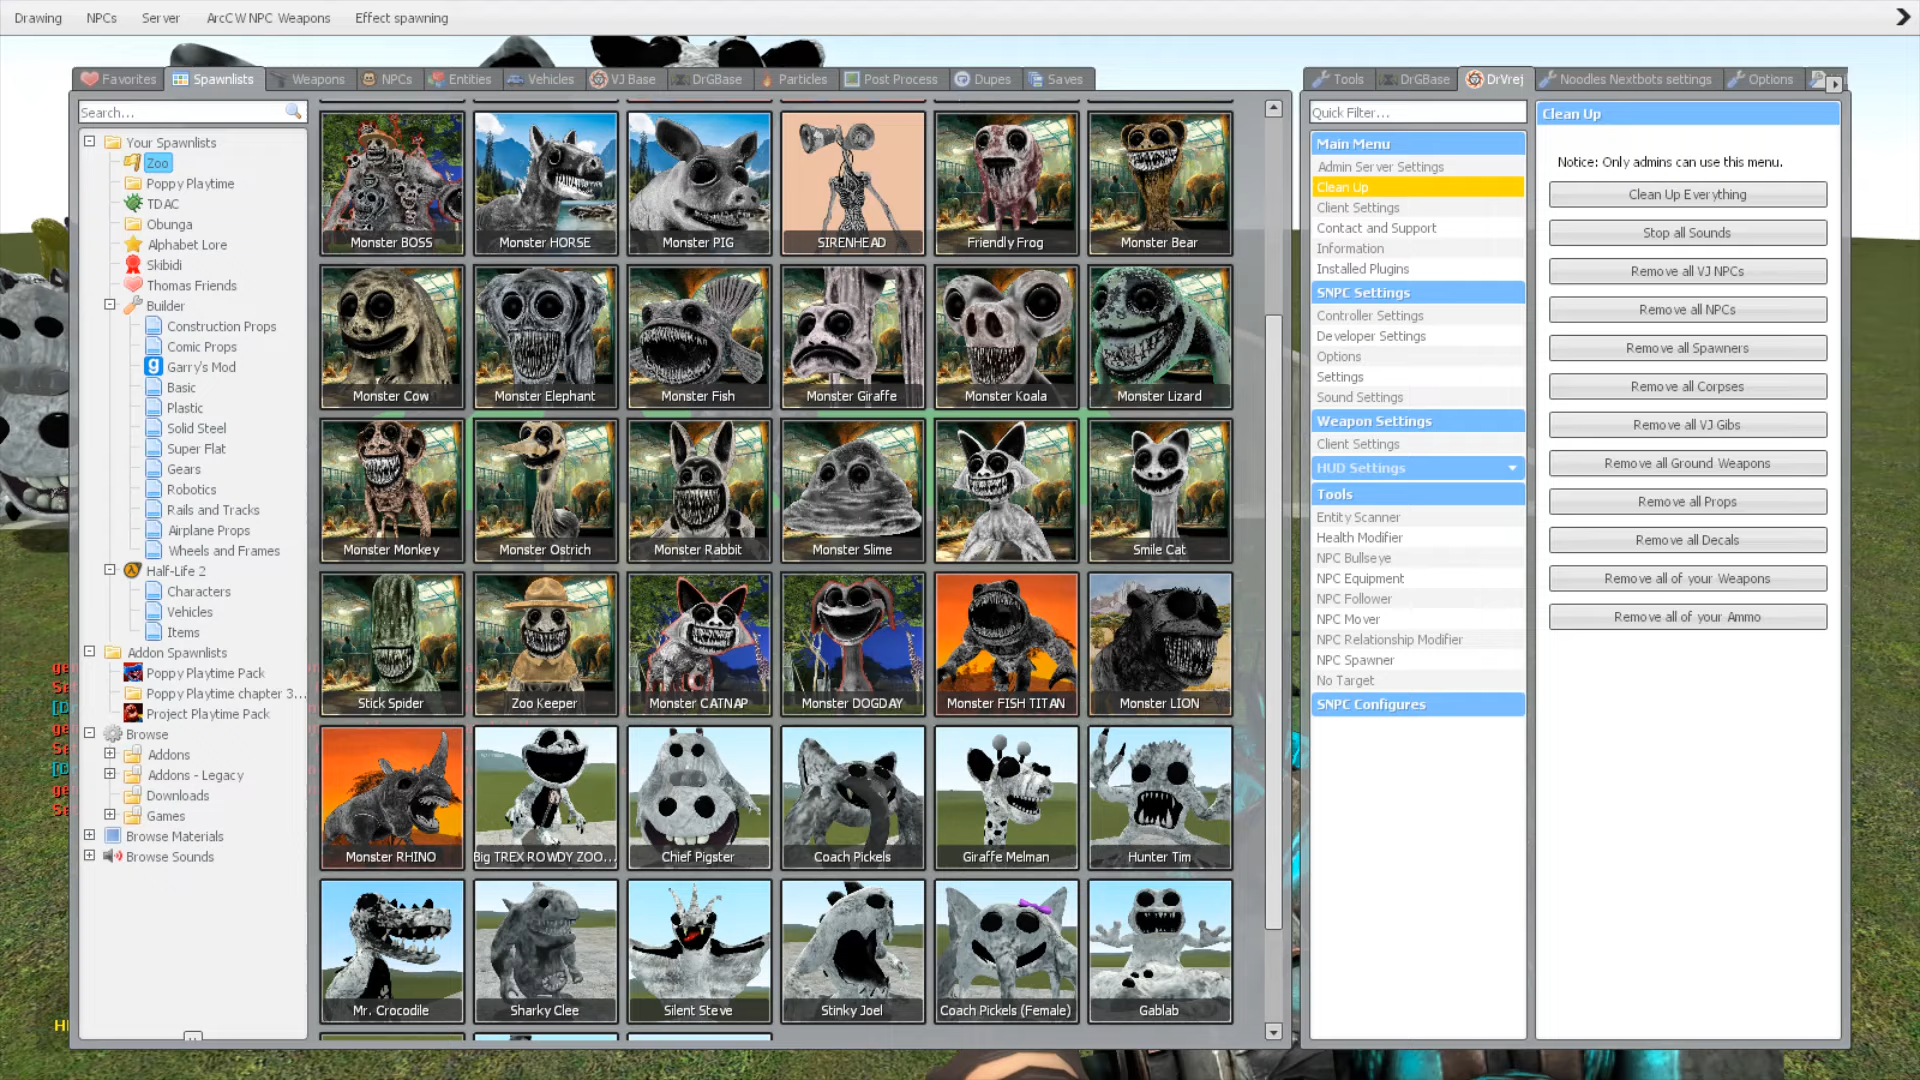 Drawing NPCs Server ArcCW NPC Weapons Effect spawning
Favorites Spawnlists Weapons NPCs Entities Vehicles VJ Base DrGBase Particles Post Process Dupes Saves
Search...
Your Spawnlists
Zoo
Poppy Playtime
TDAC
Obunga
Alphabet Lore
Skibidi
Thomas Friends
Builder
Construction Props
Comic Props
Garry's Mod
Basic
Plastic
Solid Steel
Super Flat
Gears
Robotics
Rails and Tracks
Airplane Props
Wheels and Frames
Half-Life 2
Characters
Vehicles
Items
Addon Spawnlists
Poppy Playtime Pack
Poppy Playtime chapter 3...
Project Playtime Pack
Browse
Addons
Addons - Legacy
Downloads
Games
Browse Materials
Browse Sounds
Monster BOSS Monster HORSE Monster PIG SIRENHEAD Friendly Frog Monster Bear
Monster Cow Monster Elephant Monster Fish Monster Giraffe Monster Koala Monster Lizard
Monster Monkey Monster Ostrich Monster Rabbit Monster Slime Smile Cat
Stick Spider Zoo Keeper Monster CATNAP Monster DOGDAY Monster FISH TITAN Monster LION
Monster RHINO Big TREX ROWDY ZOO... Chief Pigster Coach Pickels Giraffe Melman Hunter Tim
Mr. Crocodile Sharky Clee Silent Steve Stinky Joel Coach Pickels (Female) Gablab
Tools DrGBase DrVrej Noodles Nextbots settings Options
Quick Filter...
Main Menu
Admin Server Settings
Clean Up
Client Settings
Contact and Support
Information
Installed Plugins
SNPC Settings
Controller Settings
Developer Settings
Options
Settings
Sound Settings
Weapon Settings
Client Settings
HUD Settings
Tools
Entity Scanner
Health Modifier
NPC Bullseye
NPC Equipment
NPC Follower
NPC Mover
NPC Relationship Modifier
NPC Spawner
No Target
SNPC Configures
Clean Up
Notice: Only admins can use this menu.
Clean Up Everything
Stop all Sounds
Remove all VJ NPCs
Remove all NPCs
Remove all Spawners
Remove all Corpses
Remove all VJ Gibs
Remove all Ground Weapons
Remove all Props
Remove all Decals
Remove all of your Weapons
Remove all of your Ammo